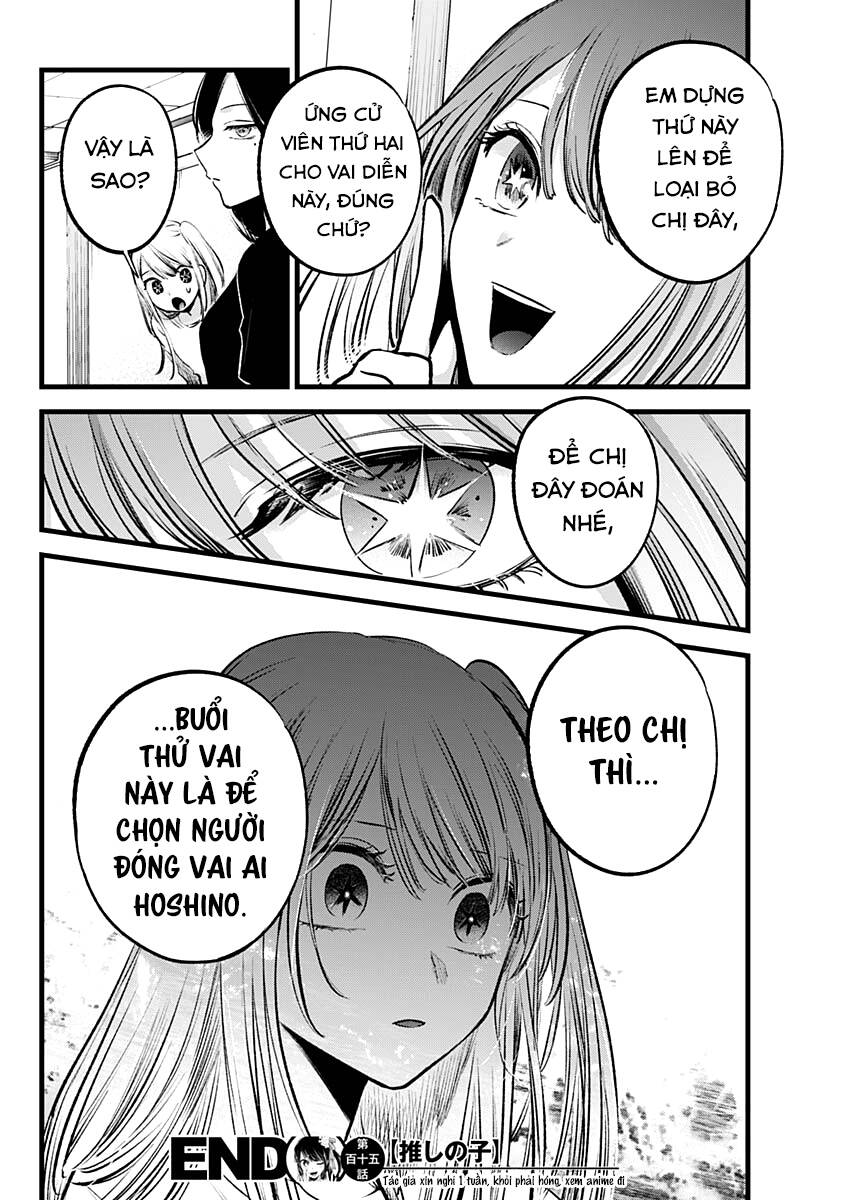 EM DỰNG
THỨ NÀY
LÊN ĐỂ
LOẠI BỎ
CHỊ ĐÂY,
ỨNG CỬ
VIÊN THỨ HAI
CHO VAI DIỄN
NÀY, ĐÚNG
CHỨ?
VẬY LÀ
SAO?
ĐỂ CHỊ
ĐÂY ĐOÁN
NHÉ,
THEO CHỊ
THÌ...
...BUỔI
THỬ VAI
NÀY LÀ ĐỂ
CHỌN NGƯỜI
ĐÓNG VAI AI
HOSHINO.
END
第
百十五
話
【推しの子】
Tác giả xin nghỉ 1 tuần, khỏi phải hóng, xem anime đi